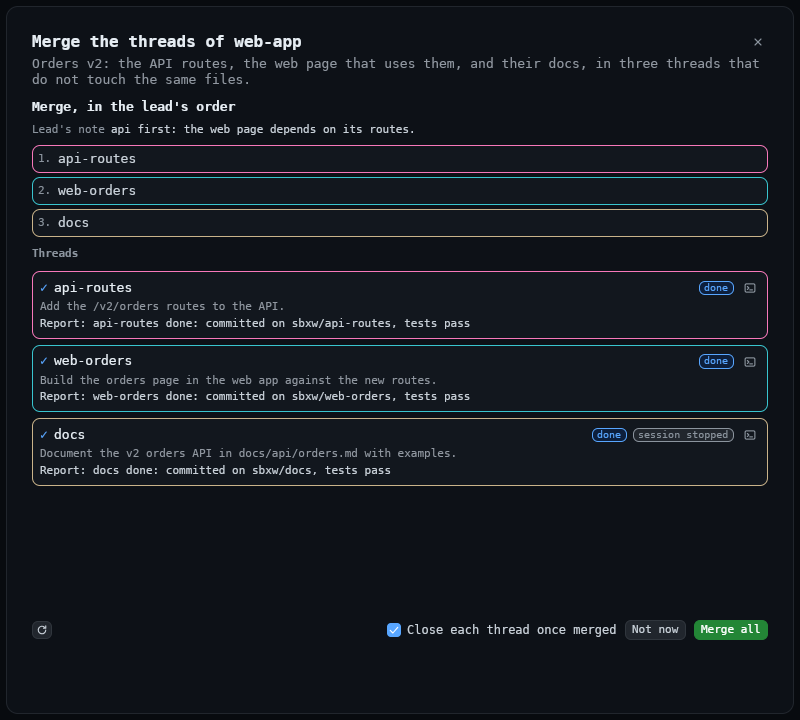 Merge the threads of web-app
×
Orders v2: the API routes, the web page that uses them, and their docs, in three threads that
do not touch the same files.
Merge, in the lead's order
Lead's note api first: the web page depends on its routes.
1. api-routes
2. web-orders
3. docs
Threads
✓ api-routes done
Add the /v2/orders routes to the API.
Report: api-routes done: committed on sbxw/api-routes, tests pass
✓ web-orders done
Build the orders page in the web app against the new routes.
Report: web-orders done: committed on sbxw/web-orders, tests pass
✓ docs done session stopped
Document the v2 orders API in docs/api/orders.md with examples.
Report: docs done: committed on sbxw/docs, tests pass
Close each thread once merged Not now Merge all